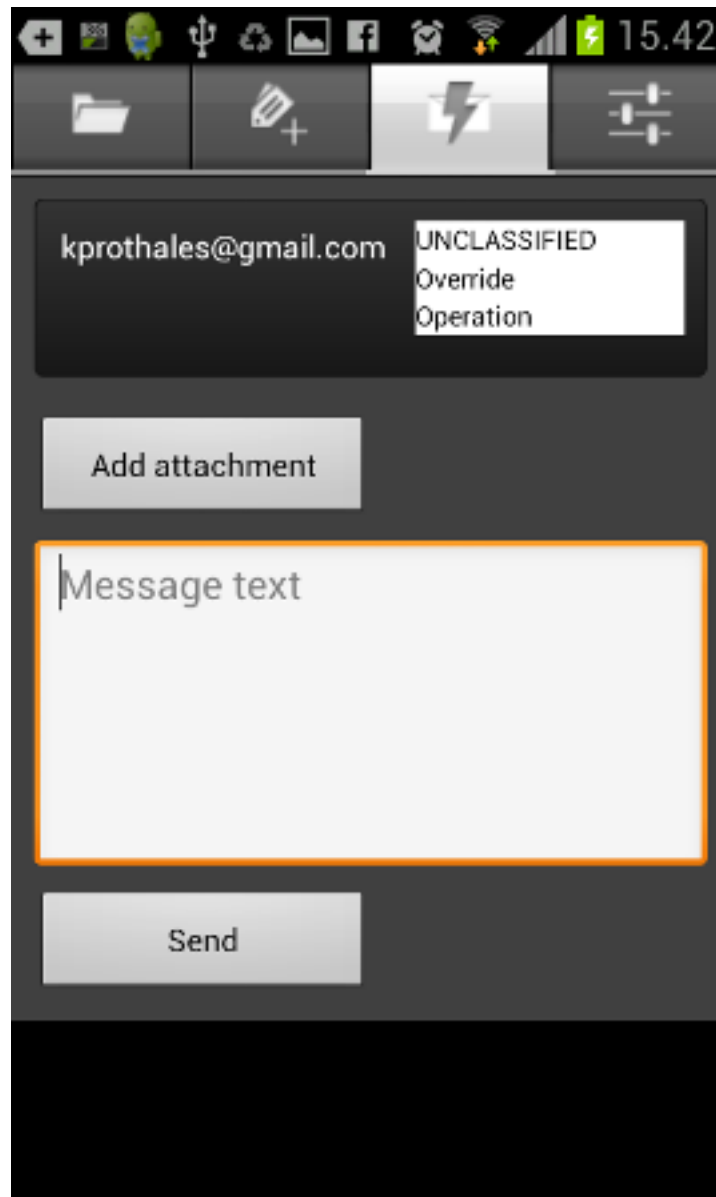 15.42
kprothales@gmail.com
UNCLASSIFIED
Override
Operation
Add attachment
Message text
Send